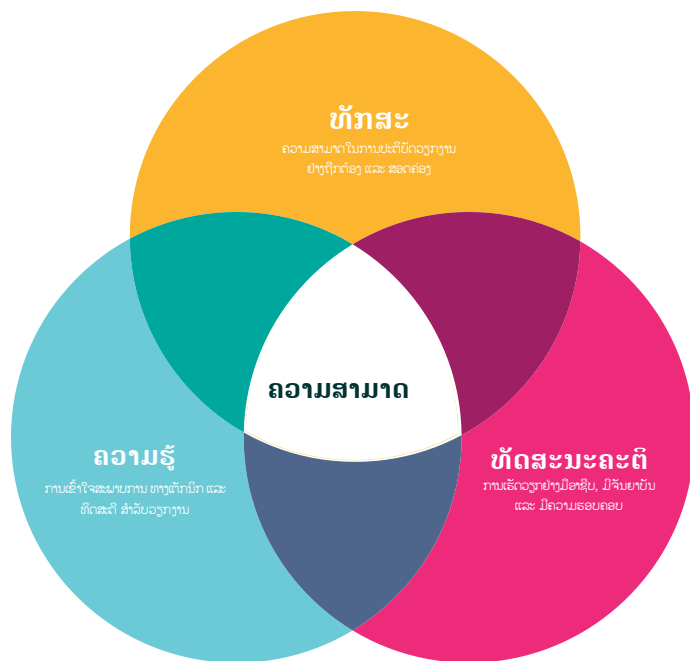 ທັກສະ
ຄວາມສາມາດໃນການປະຕິບັດວຽກງານ
ຢ່າງຖືກຕ້ອງ ແລະ ສອດຄ່ອງ
ຄວາມສາມາດ
ຄວາມຮູ້
ການເຂົ້າໃຈສະພາບການ ທາງເຕັກນິກ ແລະ
ທິດສະດີ ສຳລັບວຽກງານ
ທັດສະນະຄະຕິ
ການເຮັດວຽກຢ່າງມືອາຊີບ, ມີຈັນຍາບັນ
ແລະ ມີຄວາມຮອບຄອບ